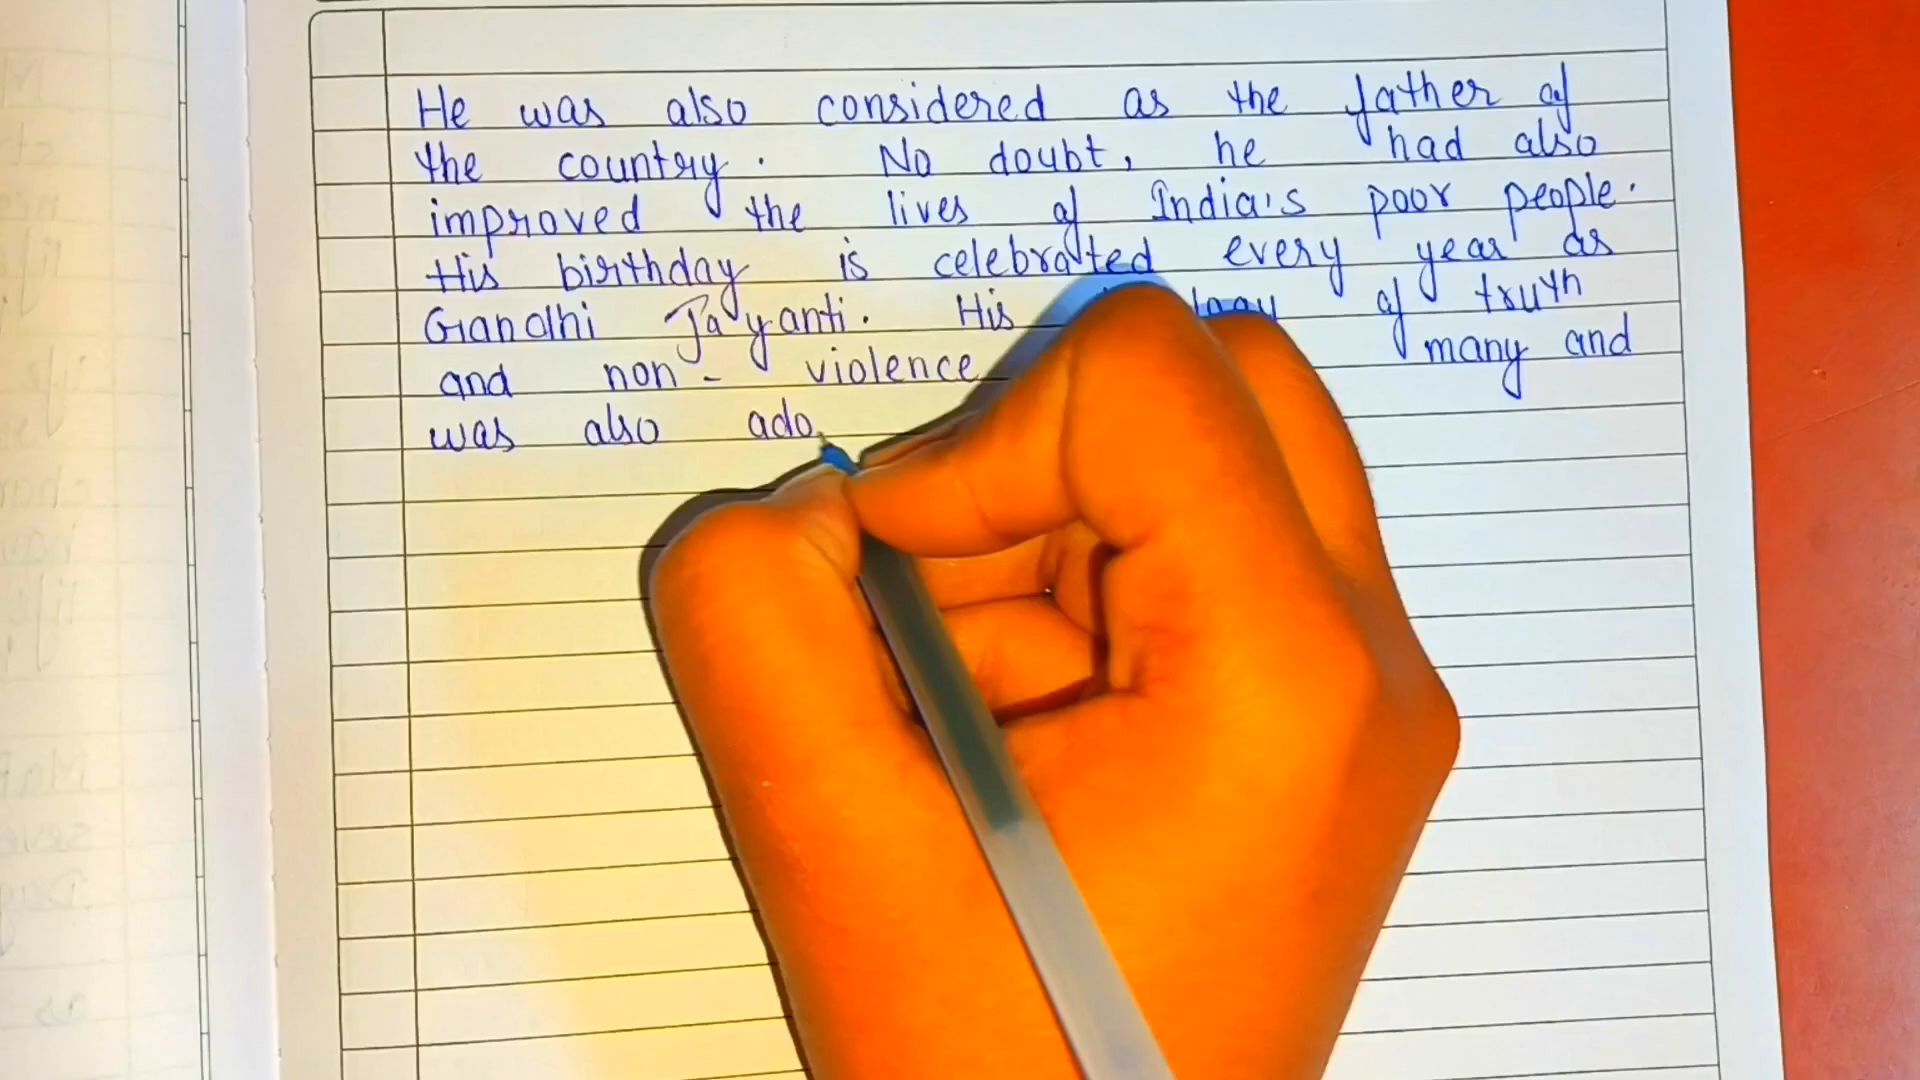 He was also considered as the father of
the country. No doubt, he had also
improved the lives of India's poor people.
His birthday is celebrated every year as
Gandhi Jayanti. His of truth
and non-violence many and
was also ado